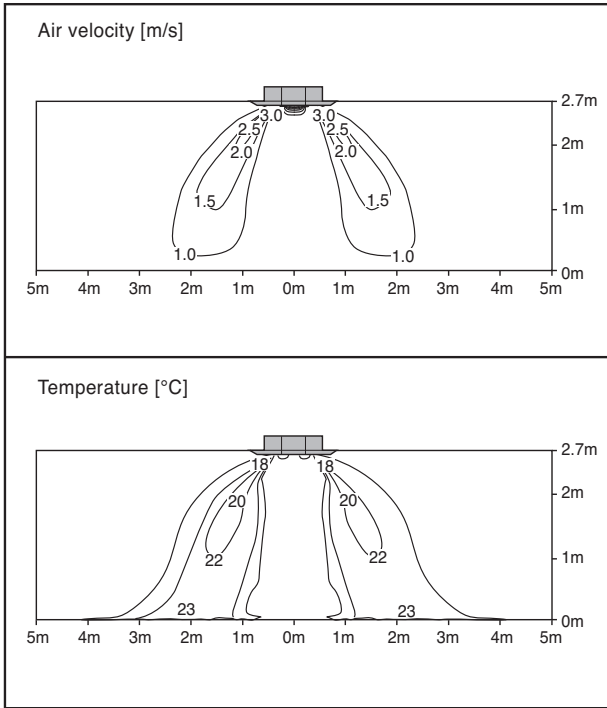 Air velocity [m/s]
2.7m
3.0 3.0
2.5 2.5
2m
2.0 2.0
1.5 1.5
1m
1.0 1.0
0m
5m 4m 3m 2m 1m 0m 1m 2m 3m 4m 5m
Temperature [°C]
2.7m
18 18
2m
20 20
22 22
1m
23 23
0m
5m 4m 3m 2m 1m 0m 1m 2m 3m 4m 5m